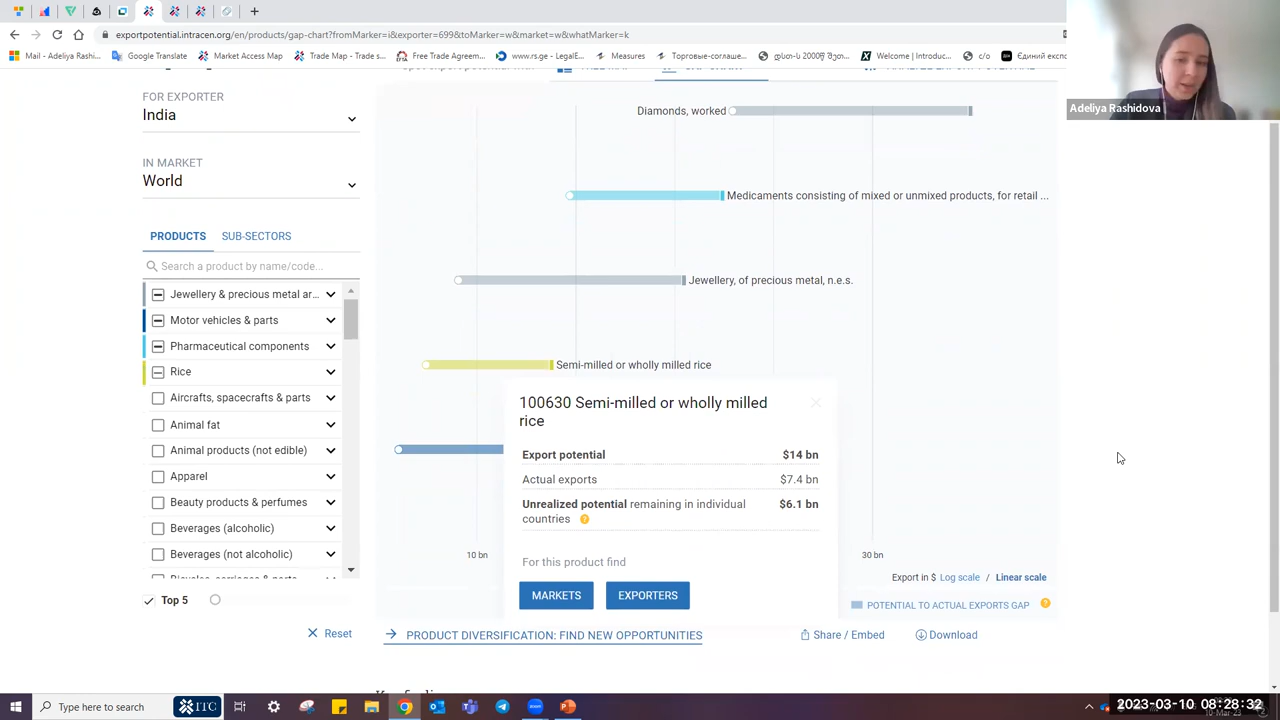 exportpotential.intracen.org/en/products/gap-chart?fromMarker=i&exporter=699&toMarker=w&market=w&whatMarker=k
Mail - Adeliya Rashi...
Google Translate
Market Access Map
Trade Map - Trade s...
Free Trade Agreem...
www.rs.ge - LegalE...
Measures
Торговые-соглаше...
Welcome | Introduc...
c/o
Єдиний експо
Adeliya Rashidova
FOR EXPORTER
India
IN MARKET
World
PRODUCTS
SUB-SECTORS
Search a product by name/code...
Jewellery & precious metal ar...
Motor vehicles & parts
Pharmaceutical components
Rice
Aircrafts, spacecrafts & parts
Animal fat
Animal products (not edible)
Apparel
Beauty products & perfumes
Beverages (alcoholic)
Beverages (not alcoholic)
Top 5
Reset
Diamonds, worked
Medicaments consisting of mixed or unmixed products, for retail ...
Jewellery, of precious metal, n.e.s.
Semi-milled or wholly milled rice
100630 Semi-milled or wholly milled
rice
Export potential $14 bn
Actual exports $7.4 bn
Unrealized potential remaining in individual $6.1 bn
countries ?
For this product find
MARKETS
EXPORTERS
10 bn
30 bn
Export in $ Log scale / Linear scale
POTENTIAL TO ACTUAL EXPORTS GAP ?
PRODUCT DIVERSIFICATION: FIND NEW OPPORTUNITIES
Share / Embed
Download
Type here to search
ITC
2023-03-10 08:28:32